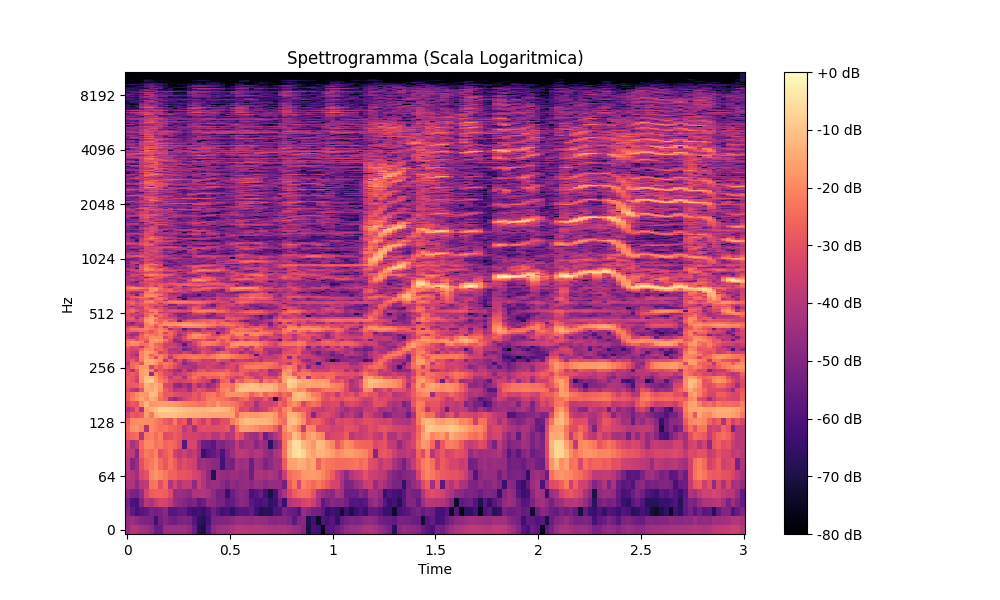 Spettrogramma (Scala Logaritmica)
Hz
8192
4096
2048
1024
512
256
128
64
0
0 0.5 1 1.5 2 2.5 3
Time
+0 dB
-10 dB
-20 dB
-30 dB
-40 dB
-50 dB
-60 dB
-70 dB
-80 dB